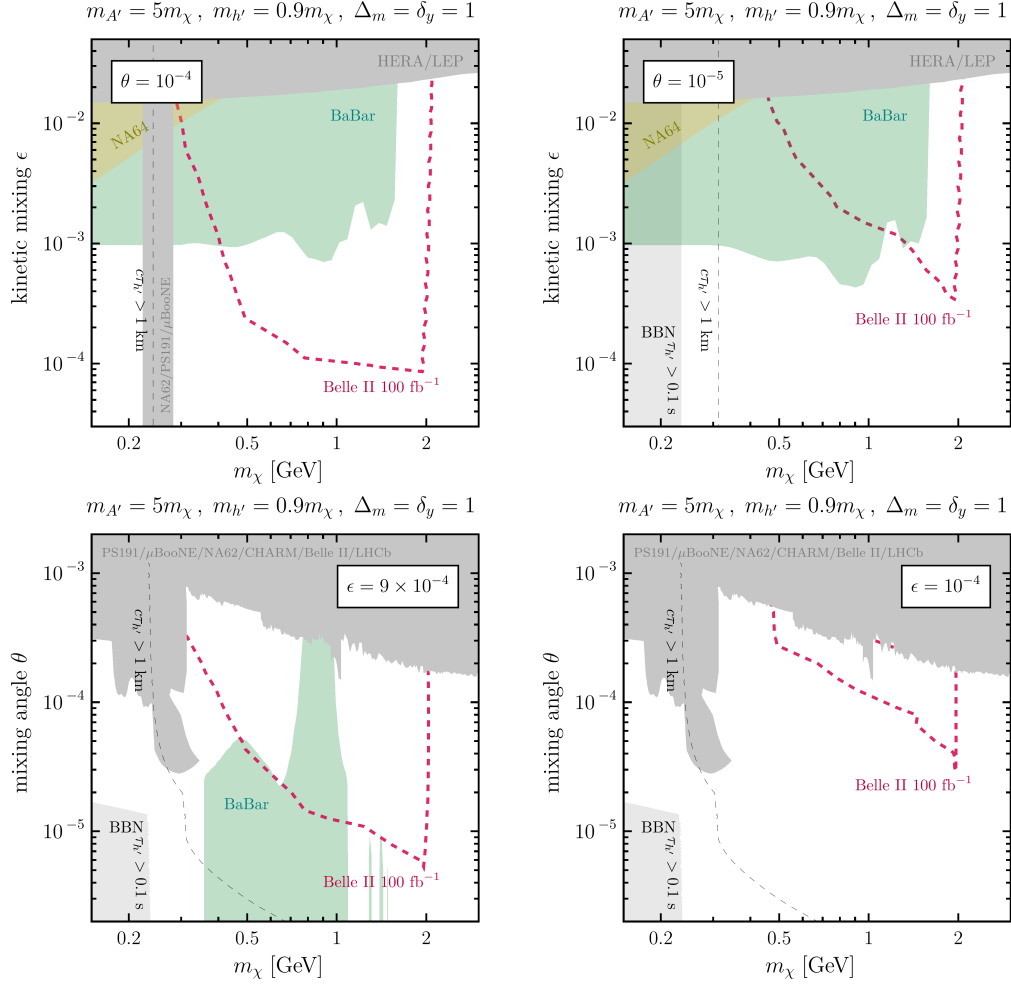 m_{A'} = 5m_χ , m_{h'} = 0.9m_χ , Δ_m = δ_y = 1
HERA/LEP
θ = 10^{-4}
NA64
BaBar
cτ_{h'} > 1 km
NA62/PS191/μBooNE
Belle II 100 fb^{-1}
kinetic mixing ϵ
10^{-2}
10^{-3}
10^{-4}
0.2
0.5
1
2
m_χ [GeV]
m_{A'} = 5m_χ , m_{h'} = 0.9m_χ , Δ_m = δ_y = 1
HERA/LEP
θ = 10^{-5}
NA64
BaBar
cτ_{h'} > 1 km
BBN
τ_{h'} > 0.1 s
Belle II 100 fb^{-1}
kinetic mixing ϵ
10^{-2}
10^{-3}
10^{-4}
0.2
0.5
1
2
m_χ [GeV]
m_{A'} = 5m_χ , m_{h'} = 0.9m_χ , Δ_m = δ_y = 1
PS191/μBooNE/NA62/CHARM/Belle II/LHCb
ϵ = 9 × 10^{-4}
cτ_{h'} > 1 km
BaBar
BBN
τ_{h'} > 0.1 s
Belle II 100 fb^{-1}
mixing angle θ
10^{-3}
10^{-4}
10^{-5}
0.2
0.5
1
2
m_χ [GeV]
m_{A'} = 5m_χ , m_{h'} = 0.9m_χ , Δ_m = δ_y = 1
PS191/μBooNE/NA62/CHARM/Belle II/LHCb
ϵ = 10^{-4}
cτ_{h'} > 1 km
Belle II 100 fb^{-1}
BBN
τ_{h'} > 0.1 s
mixing angle θ
10^{-3}
10^{-4}
10^{-5}
0.2
0.5
1
2
m_χ [GeV]